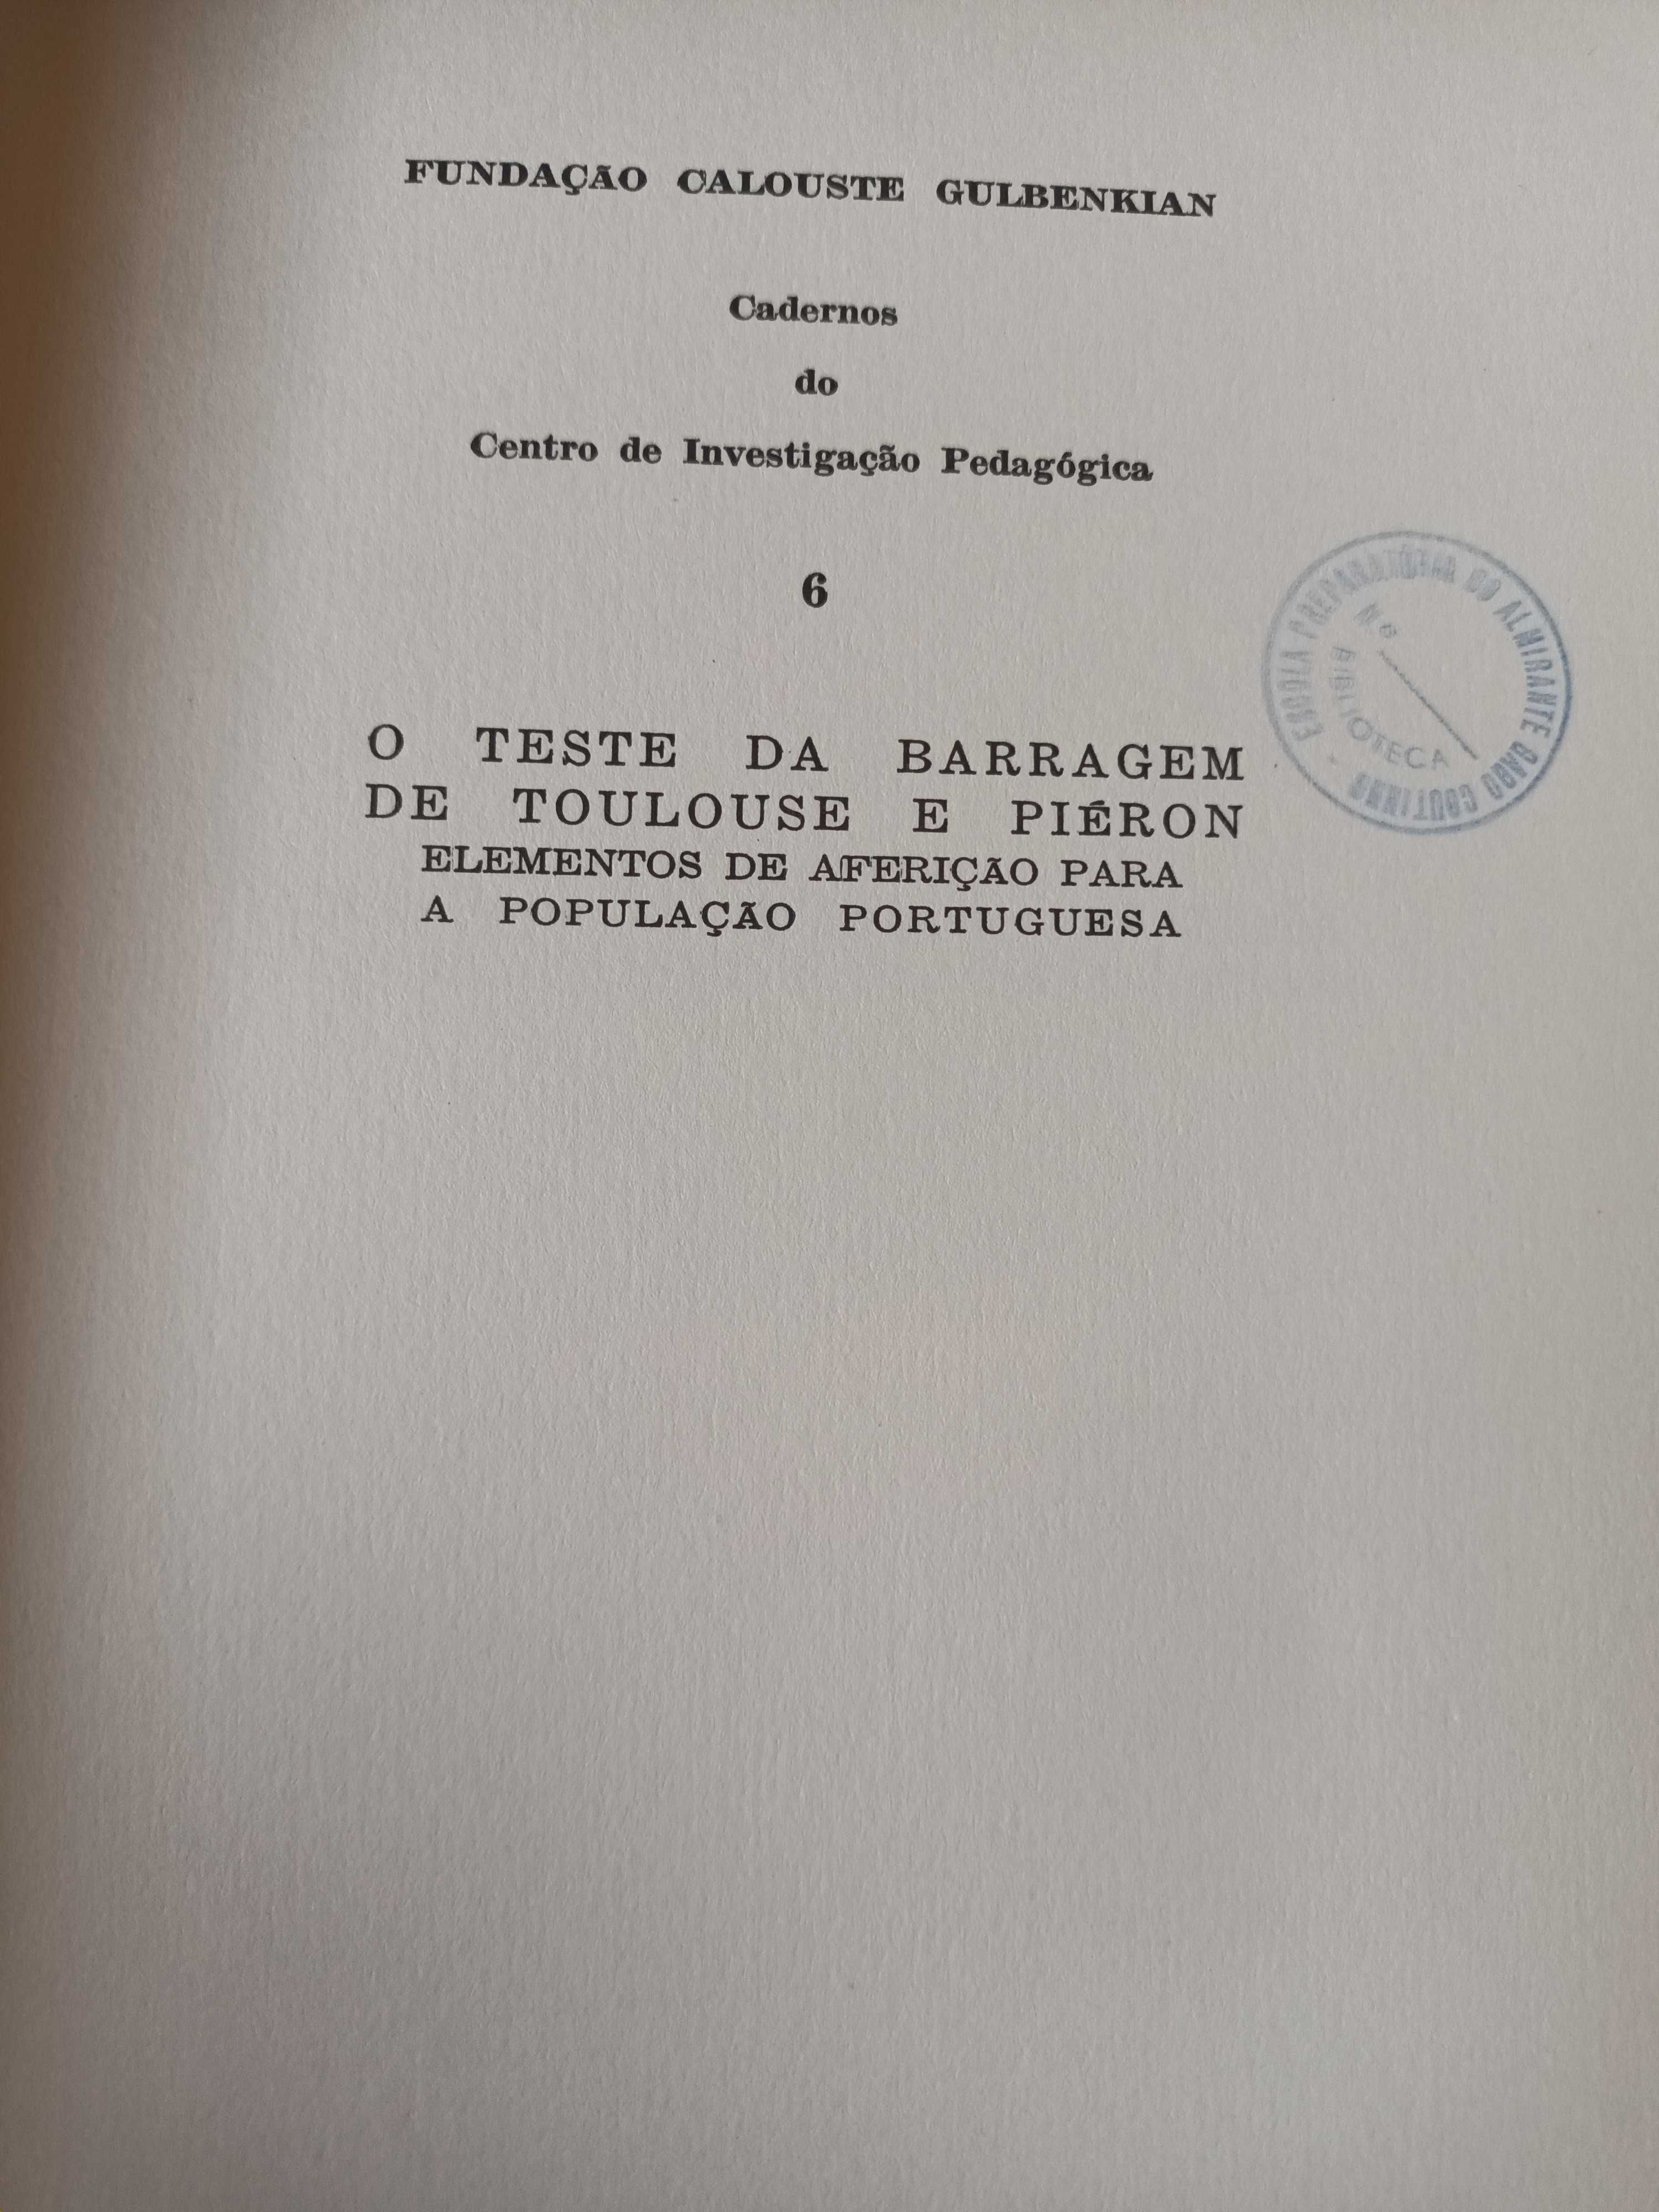 FUNDAÇÃO CALOUSTE GULBENKIAN
Cadernos
do
Centro de Investigação Pedagógica
6
O TESTE DA BARRAGEM
DE TOULOUSE E PIÉRON
ELEMENTOS DE AFERIÇÃO PARA
A POPULAÇÃO PORTUGUESA
ESCOLA PREPARATÓRIA DO ALMIRANTE GAGO COUTINHO
Nº
BIBLIOTECA